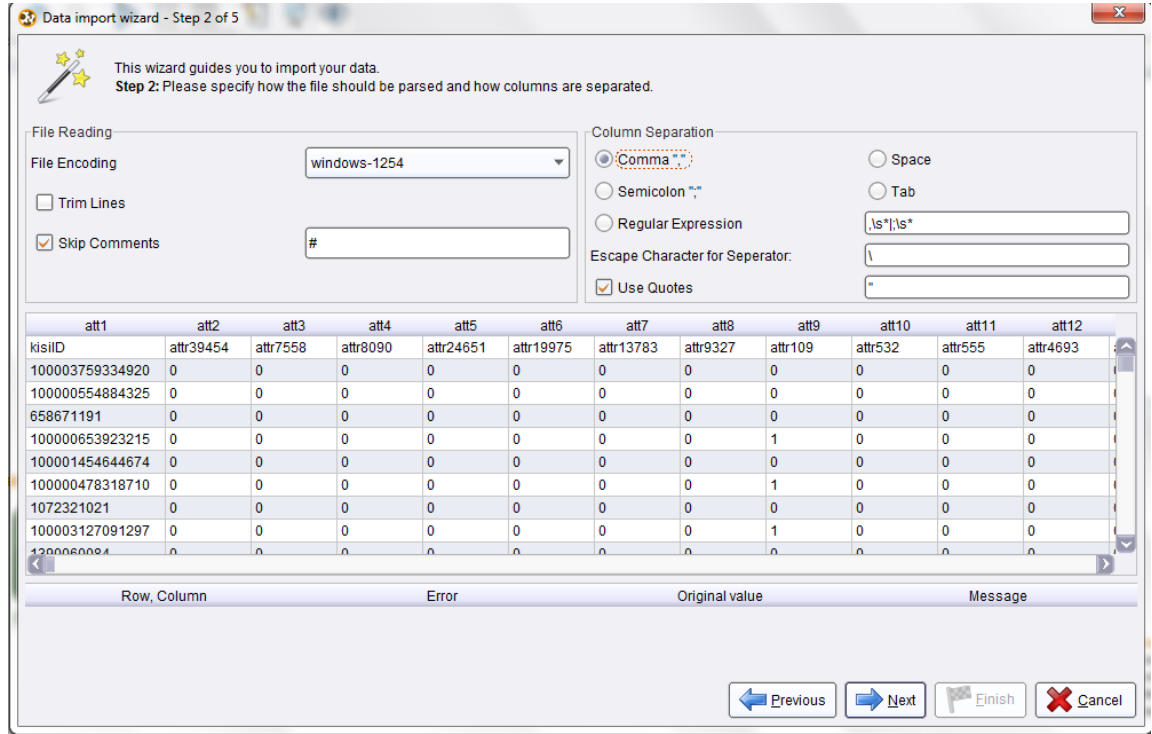 Data import wizard - Step 2 of 5
This wizard guides you to import your data.
Step 2: Please specify how the file should be parsed and how columns are separated.
File Reading
File Encoding windows-1254
Trim Lines
Skip Comments #
Column Separation
Comma "," Space
Semicolon ";" Tab
Regular Expression ,\s*|;\s*
Escape Character for Seperator: \
Use Quotes "
att1 att2 att3 att4 att5 att6 att7 att8 att9 att10 att11 att12
kisiID attr39454 attr7558 attr8090 attr24651 attr19975 attr13783 attr9327 attr109 attr532 attr555 attr4693
100003759334920 0 0 0 0 0 0 0 0 0 0 0
100000554884325 0 0 0 0 0 0 0 0 0 0 0
658671191 0 0 0 0 0 0 0 0 0 0 0
100000653923215 0 0 0 0 0 0 0 1 0 0 0
100001454644674 0 0 0 0 0 0 0 0 0 0 0
100000478318710 0 0 0 0 0 0 0 1 0 0 0
1072321021 0 0 0 0 0 0 0 0 0 0 0
100003127091297 0 0 0 0 0 0 0 1 0 0 0
Row, Column Error Original value Message
Previous Next Finish Cancel